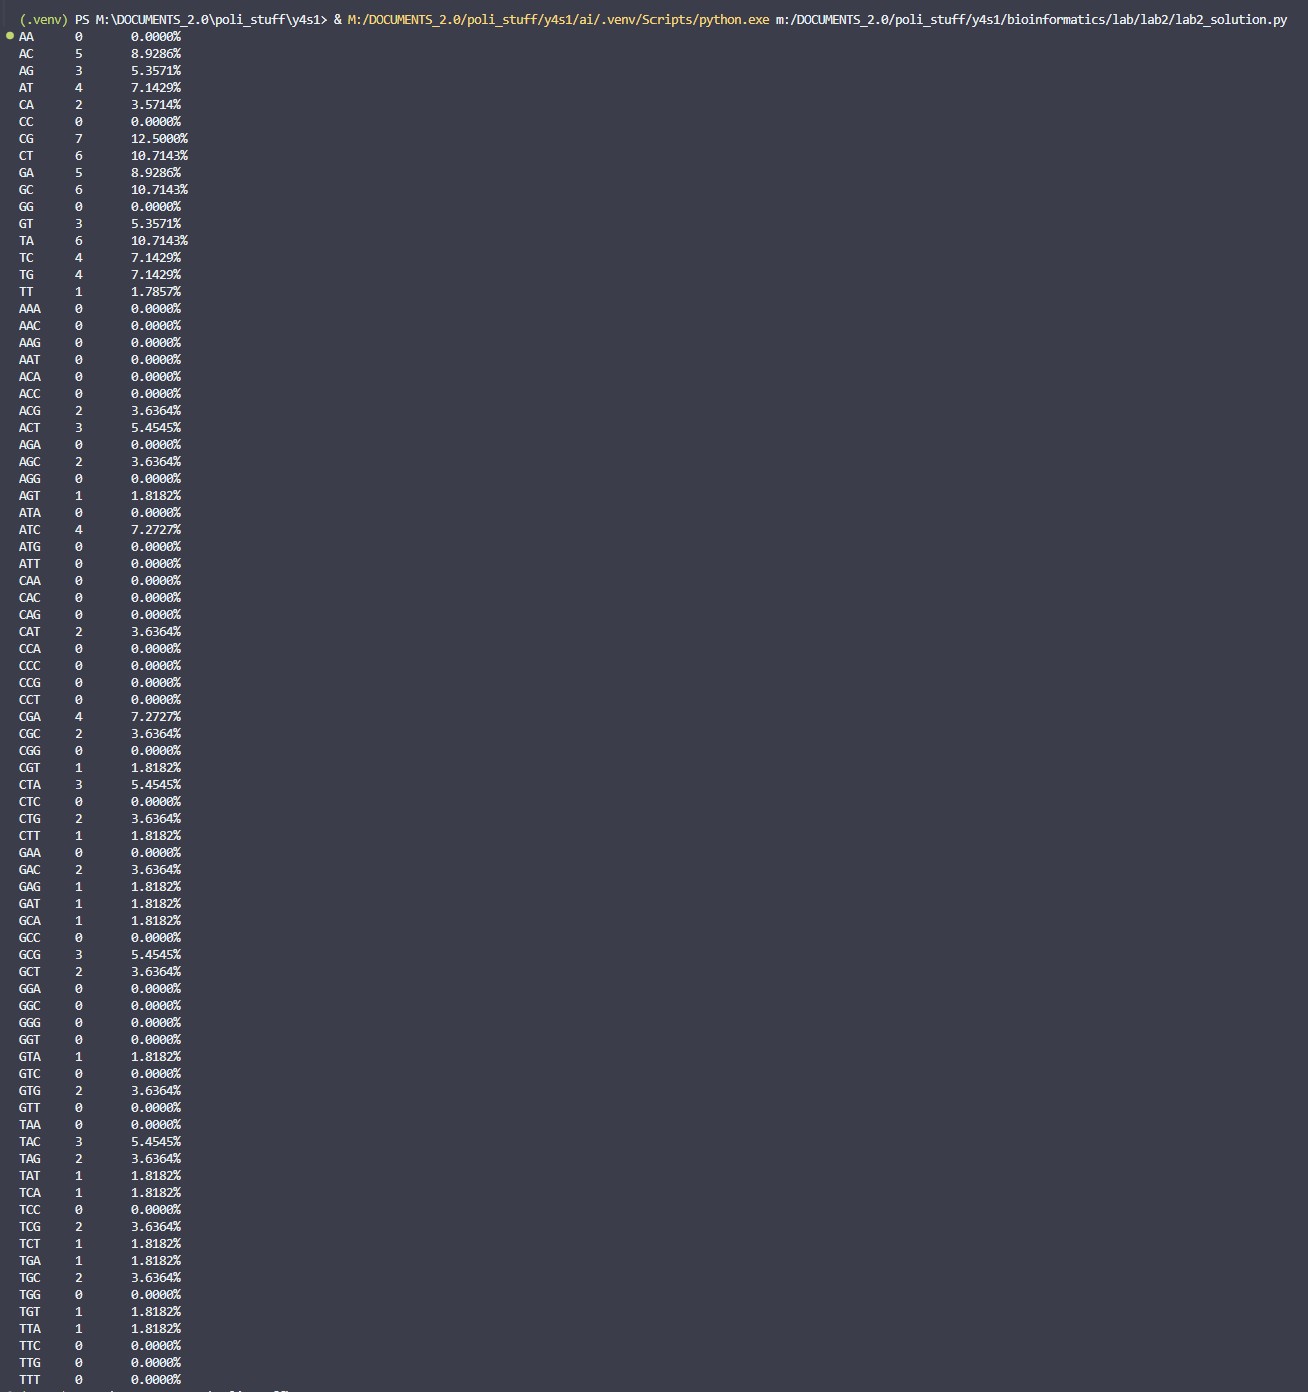 (.venv) PS M:\DOCUMENTS_2.0\poli_stuff\y4s1> & M:/DOCUMENTS_2.0/poli_stuff/y4s1/ai/.venv/Scripts/python.exe m:/DOCUMENTS_2.0/poli_stuff/y4s1/bioinformatics/lab/lab2/lab2_solution.py
AA 0 0.0000%
AC 5 8.9286%
AG 3 5.3571%
AT 4 7.1429%
CA 2 3.5714%
CC 0 0.0000%
CG 7 12.5000%
CT 6 10.7143%
GA 5 8.9286%
GC 6 10.7143%
GG 0 0.0000%
GT 3 5.3571%
TA 6 10.7143%
TC 4 7.1429%
TG 4 7.1429%
TT 1 1.7857%
AAA 0 0.0000%
AAC 0 0.0000%
AAG 0 0.0000%
AAT 0 0.0000%
ACA 0 0.0000%
ACC 0 0.0000%
ACG 2 3.6364%
ACT 3 5.4545%
AGA 0 0.0000%
AGC 2 3.6364%
AGG 0 0.0000%
AGT 1 1.8182%
ATA 0 0.0000%
ATC 4 7.2727%
ATG 0 0.0000%
ATT 0 0.0000%
CAA 0 0.0000%
CAC 0 0.0000%
CAG 0 0.0000%
CAT 2 3.6364%
CCA 0 0.0000%
CCC 0 0.0000%
CCG 0 0.0000%
CCT 0 0.0000%
CGA 4 7.2727%
CGC 2 3.6364%
CGG 0 0.0000%
CGT 1 1.8182%
CTA 3 5.4545%
CTC 0 0.0000%
CTG 2 3.6364%
CTT 1 1.8182%
GAA 0 0.0000%
GAC 2 3.6364%
GAG 1 1.8182%
GAT 1 1.8182%
GCA 1 1.8182%
GCC 0 0.0000%
GCG 3 5.4545%
GCT 2 3.6364%
GGA 0 0.0000%
GGC 0 0.0000%
GGG 0 0.0000%
GGT 0 0.0000%
GTA 1 1.8182%
GTC 0 0.0000%
GTG 2 3.6364%
GTT 0 0.0000%
TAA 0 0.0000%
TAC 3 5.4545%
TAG 2 3.6364%
TAT 1 1.8182%
TCA 1 1.8182%
TCC 0 0.0000%
TCG 2 3.6364%
TCT 1 1.8182%
TGA 1 1.8182%
TGC 2 3.6364%
TGG 0 0.0000%
TGT 1 1.8182%
TTA 1 1.8182%
TTC 0 0.0000%
TTG 0 0.0000%
TTT 0 0.0000%